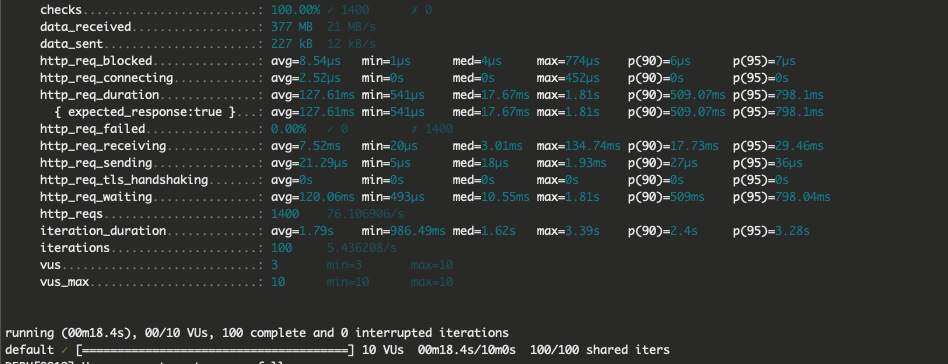 checks.........................: 100.00% ✓ 1400 ✗ 0
data_received..................: 377 MB 21 MB/s
data_sent......................: 227 kB 12 kB/s
http_req_blocked...............: avg=8.54µs min=1µs med=4µs max=774µs p(90)=6µs p(95)=7µs
http_req_connecting............: avg=2.52µs min=0s med=0s max=452µs p(90)=0s p(95)=0s
http_req_duration..............: avg=127.61ms min=541µs med=17.67ms max=1.81s p(90)=509.07ms p(95)=798.1ms
{ expected_response:true }...: avg=127.61ms min=541µs med=17.67ms max=1.81s p(90)=509.07ms p(95)=798.1ms
http_req_failed................: 0.00% ✓ 0 ✗ 1400
http_req_receiving.............: avg=7.52ms min=20µs med=3.01ms max=134.74ms p(90)=17.73ms p(95)=29.46ms
http_req_sending...............: avg=21.29µs min=5µs med=18µs max=1.93ms p(90)=27µs p(95)=36µs
http_req_tls_handshaking.......: avg=0s min=0s med=0s max=0s p(90)=0s p(95)=0s
http_req_waiting...............: avg=120.06ms min=493µs med=10.55ms max=1.81s p(90)=509ms p(95)=798.04ms
http_reqs......................: 1400 76.106906/s
iteration_duration.............: avg=1.79s min=986.49ms med=1.62s max=3.39s p(90)=2.4s p(95)=3.28s
iterations.....................: 100 5.436208/s
vus............................: 3 min=3 max=10
vus_max........................: 10 min=10 max=10
running (00m18.4s), 00/10 VUs, 100 complete and 0 interrupted iterations
default ✓ [======================================] 10 VUs 00m18.4s/10m0s 100/100 shared iters